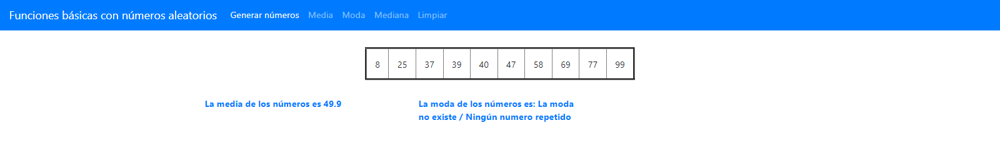 Funciones básicas con números aleatorios Generar números Media Moda Mediana Limpiar
8 25 37 39 40 47 58 69 77 99
La media de los números es 49.9
La moda de los números es: La moda
no existe / Ningún numero repetido